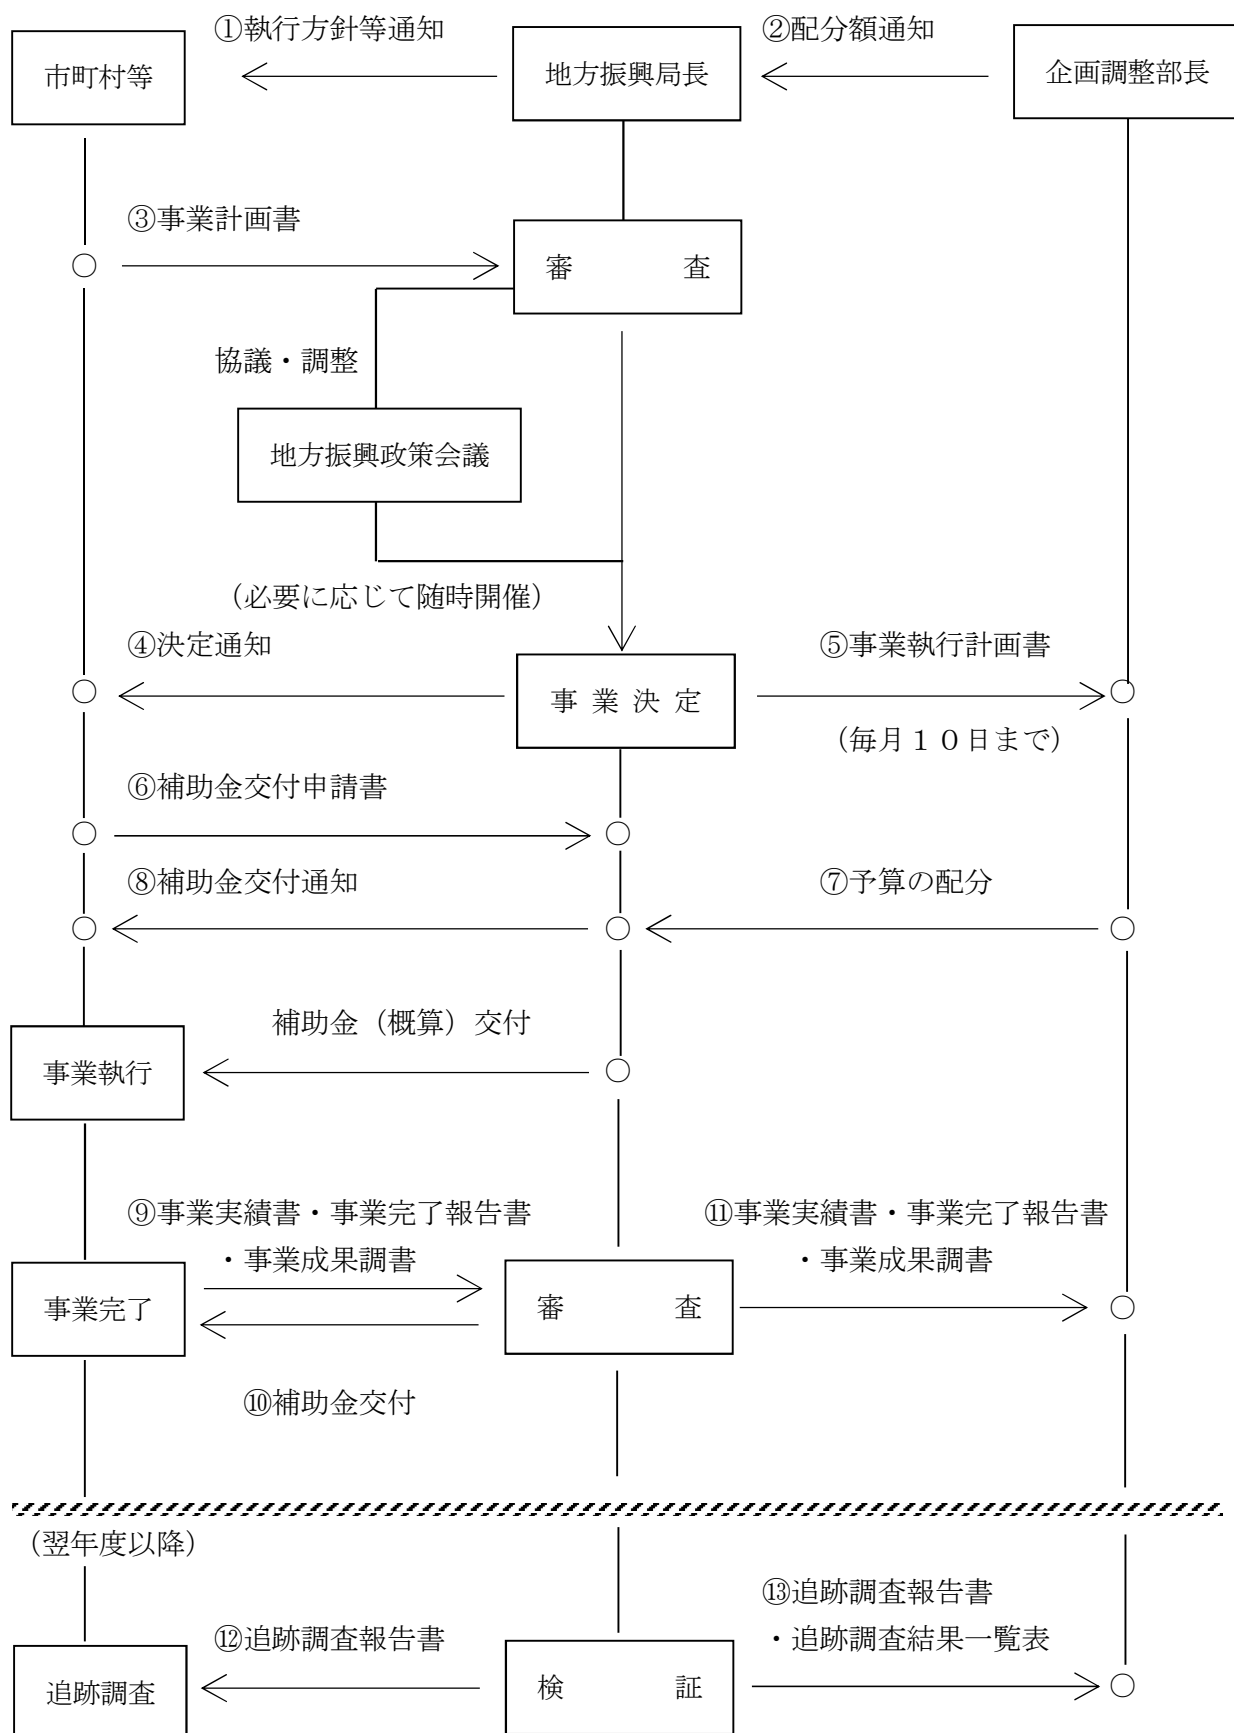 ①執行方針等通知
②配分額通知
市町村等
地方振興局長
企画調整部長
③事業計画書
審　　　査
協議・調整
地方振興政策会議
（必要に応じて随時開催）
④決定通知
⑤事業執行計画書
事 業 決 定
（毎月１０日まで）
⑥補助金交付申請書
⑧補助金交付通知
⑦予算の配分
補助金（概算）交付
事業執行
⑨事業実績書・事業完了報告書
・事業成果調書
⑪事業実績書・事業完了報告書
・事業成果調書
事業完了
審　　　査
⑩補助金交付
（翌年度以降）
⑬追跡調査報告書
・追跡調査結果一覧表
⑫追跡調査報告書
追跡調査
検　　　証